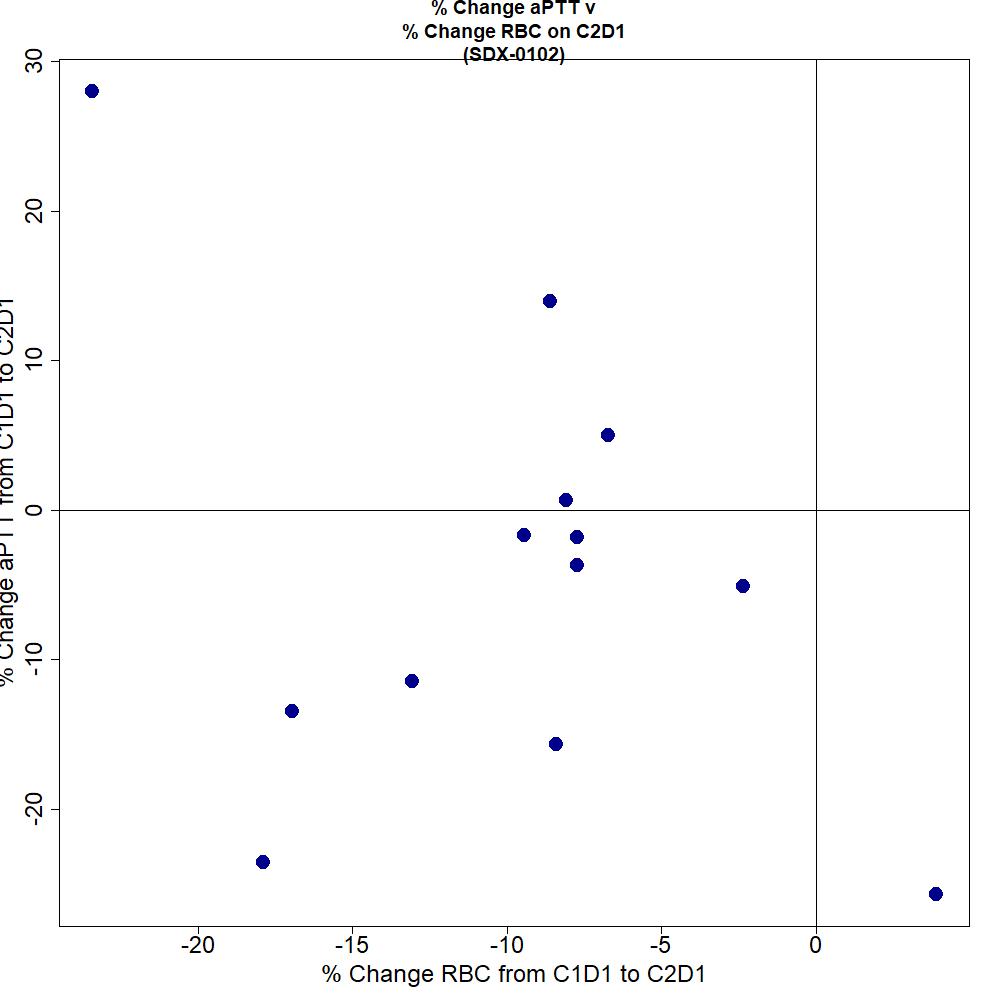 % Change aPTT v
% Change RBC on C2D1
(SDX-0102)
30
20
10
0
-10
-20
% Change aPTT from C1D1 to C2D1
-20 -15 -10 -5 0
% Change RBC from C1D1 to C2D1